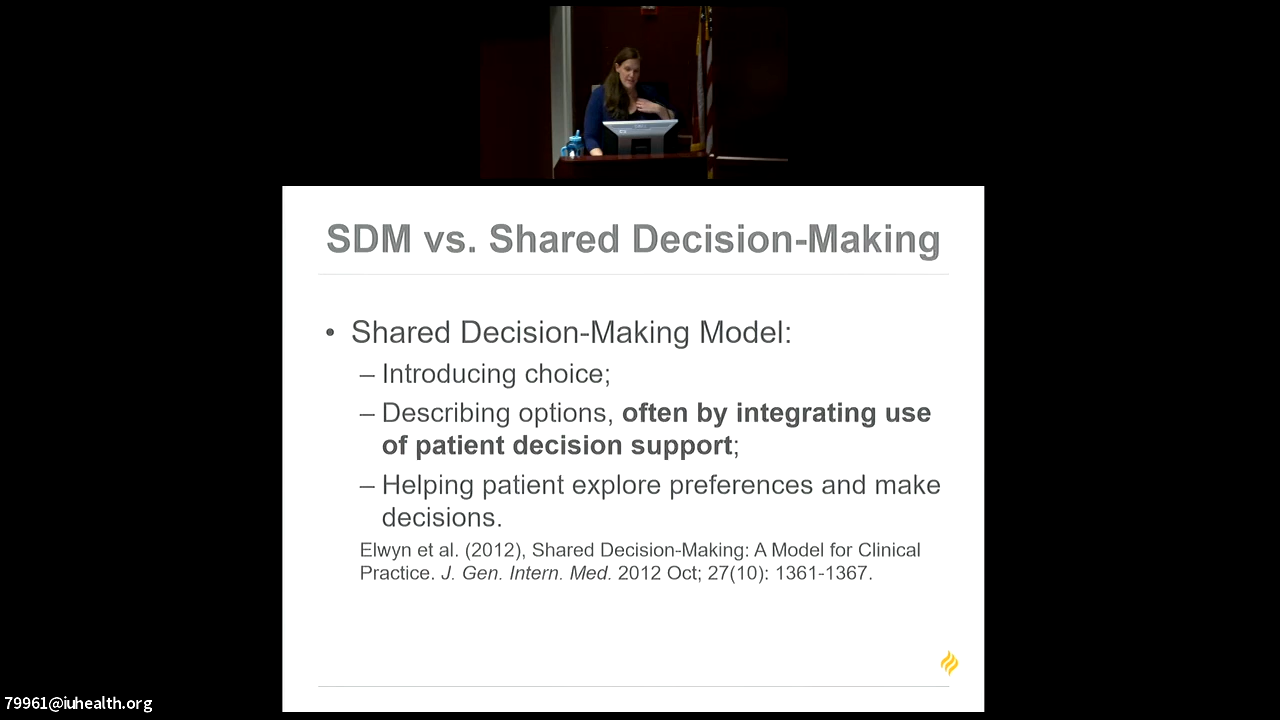 SDM vs. Shared Decision-Making
• Shared Decision-Making Model:
– Introducing choice;
– Describing options, often by integrating use
of patient decision support;
– Helping patient explore preferences and make
decisions.
Elwyn et al. (2012), Shared Decision-Making: A Model for Clinical
Practice. J. Gen. Intern. Med. 2012 Oct; 27(10): 1361-1367.
79961@iuhealth.org